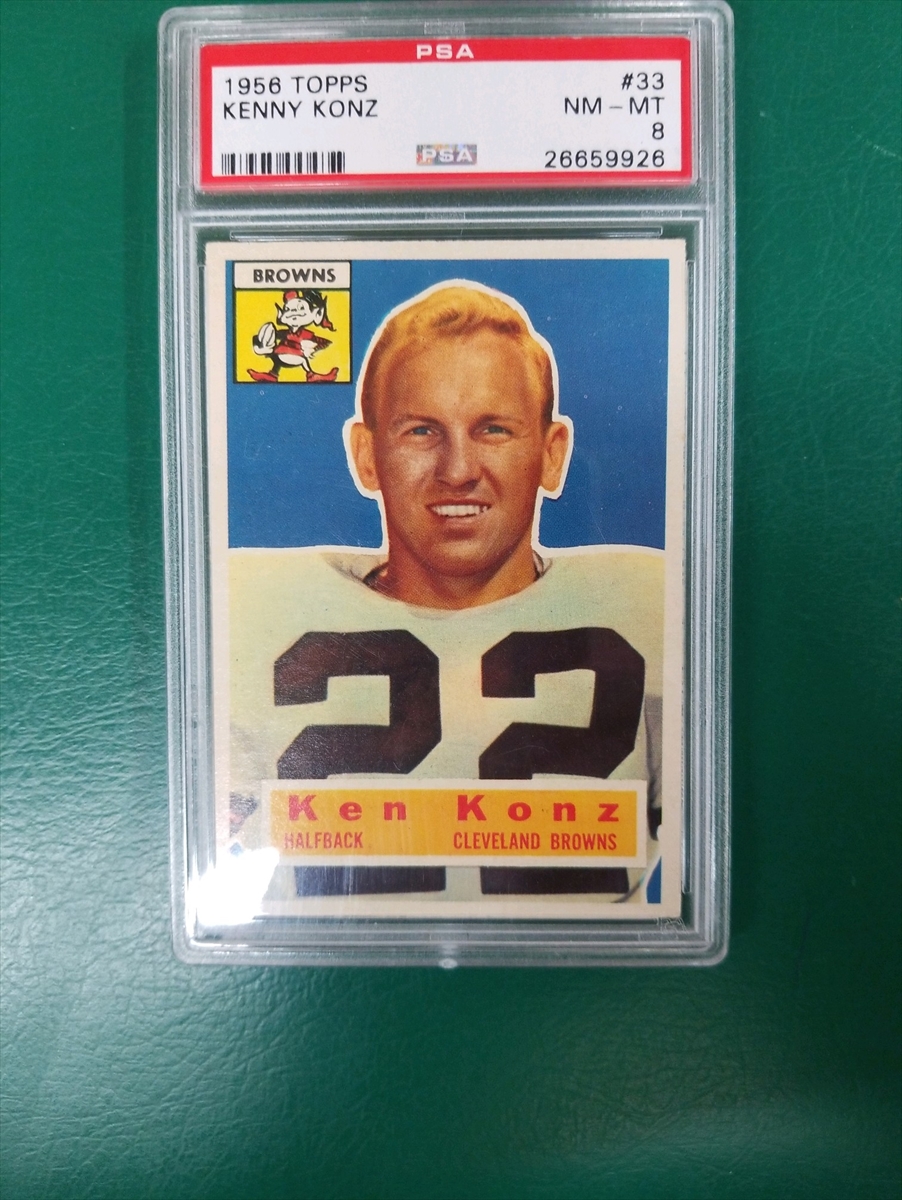 PSA
1956 TOPPS #33
KENNY KONZ NM - MT
8
PSA 26659926
BROWNS
22
Ken Konz
HALFBACK CLEVELAND BROWNS